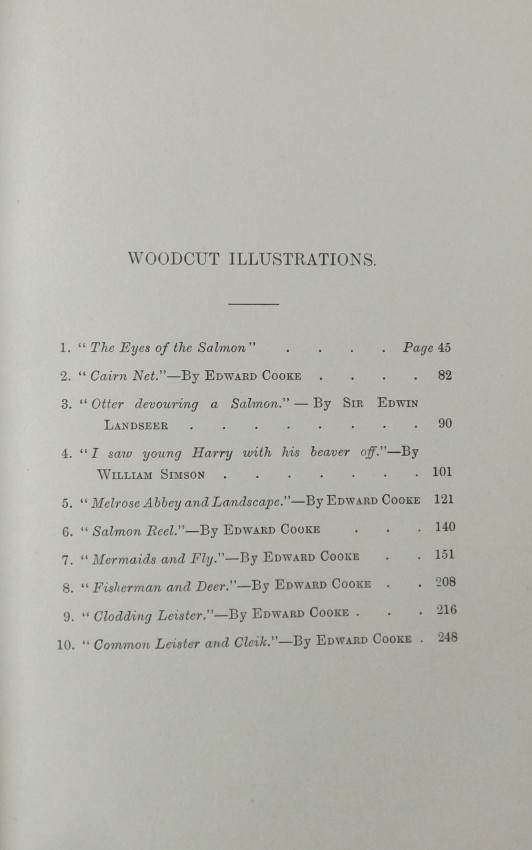 WOODCUT ILLUSTRATIONS.
1. "The Eyes of the Salmon" . . . . Page 45
2. "Cairn Net."—By EDWARD COOKE . . . . 82
3. "Otter devouring a Salmon."—By SIR EDWIN
LANDSEER . . . . . . . . 90
4. "I saw young Harry with his beaver off."—By
WILLIAM SIMSON . . . . . . . 101
5. "Melrose Abbey and Landscape."—By EDWARD COOKE 121
6. "Salmon Reel."—By EDWARD COOKE . . . 140
7. "Mermaids and Fly."—By EDWARD COOKE . . 151
8. "Fisherman and Deer."—By EDWARD COOKE . . 208
9. "Clodding Leister."—By EDWARD COOKE . . . 216
10. "Common Leister and Cleik."—By EDWARD COOKE . 248